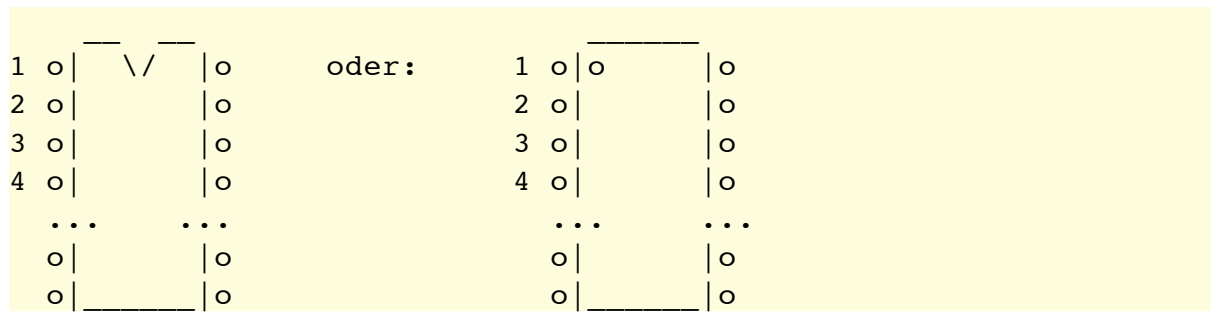 __  __                     ______
1 o|  \/  |o     oder:     1 o|o     |o
2 o|      |o               2 o|      |o
3 o|      |o               3 o|      |o
4 o|      |o               4 o|      |o
  ...    ...                 ...    ...
  o|      |o                 o|      |o
  o|______|o                 o|______|o